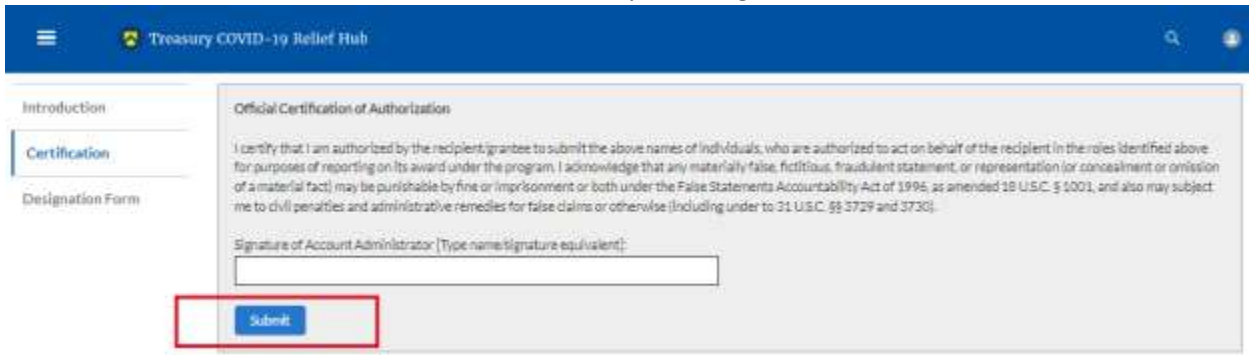 Treasury COVID-19 Relief Hub
Introduction
Certification
Designation Form
Official Certification of Authorization
I certify that I am authorized by the recipient/grantee to submit the above names of individuals, who are authorized to act on behalf of the recipient in the roles identified above
for purposes of reporting on its award under the program. I acknowledge that any materially false, fictitious, fraudulent statement, or representation (or concealment or omission
of a material fact) may be punishable by fine or imprisonment or both under the False Statements Accountability Act of 1996, as amended 18 U.S.C. § 1001, and also may subject
me to civil penalties and administrative remedies for false claims or otherwise (including under to 31 U.S.C. §§ 3729 and 3730).
Signature of Account Administrator [Type name/signature equivalent]:
Submit